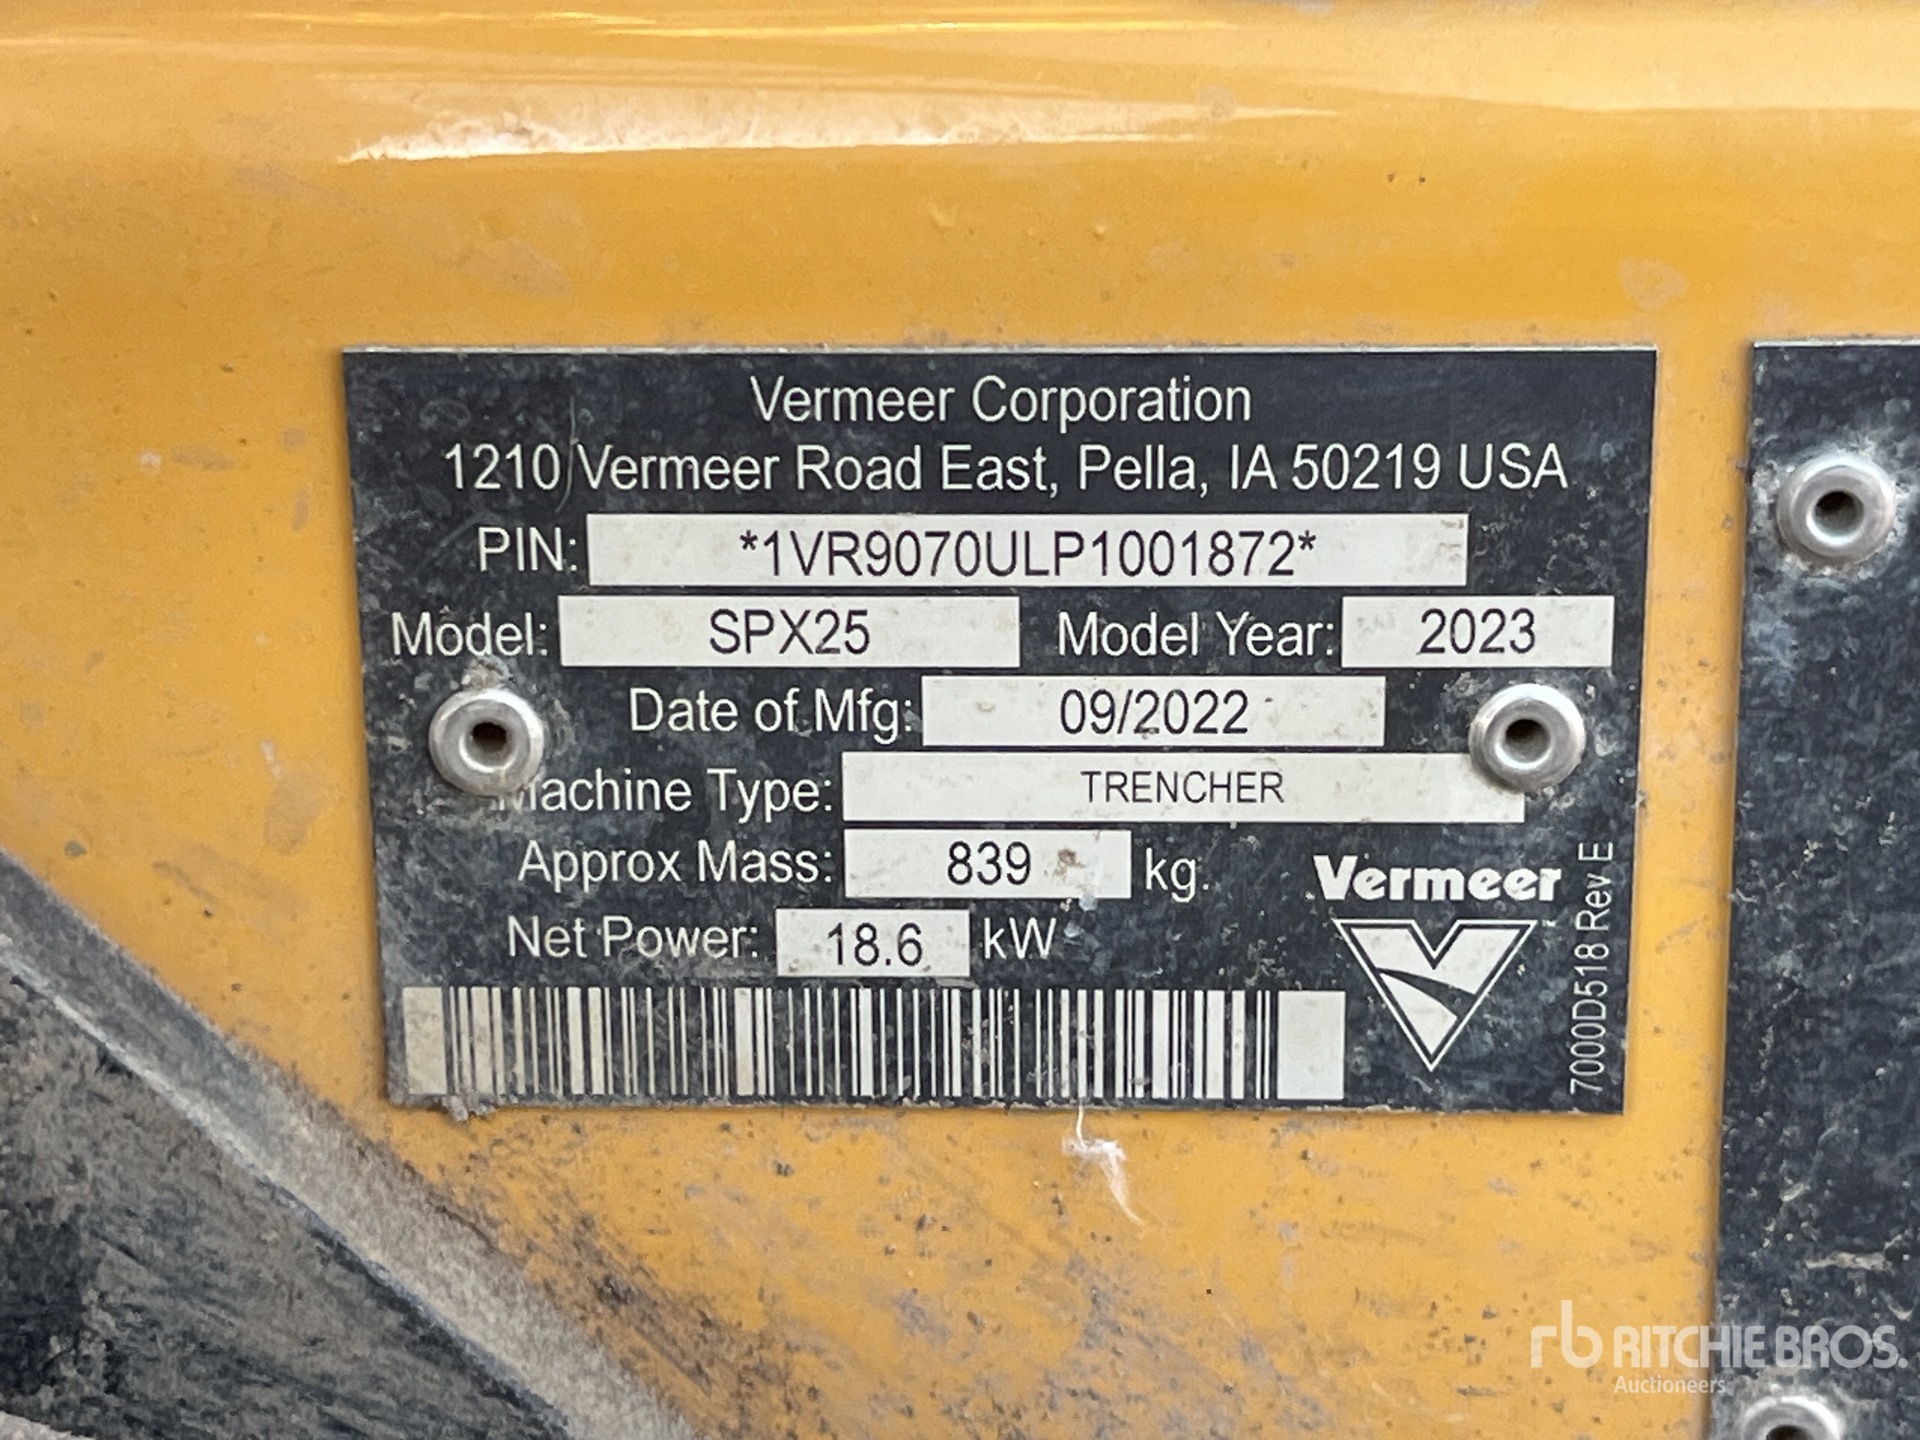 Vermeer Corporation
1210 Vermeer Road East, Pella, IA 50219 USA
PIN: *1VR9070ULP1001872*
Model: SPX25 Model Year: 2023
Date of Mfg: 09/2022
Machine Type: TRENCHER
Approx Mass: 839 kg.
Net Power: 18.6 kW
Vermeer
7000D518 Rev E
rb RITCHIE BROS.
Auctioneers